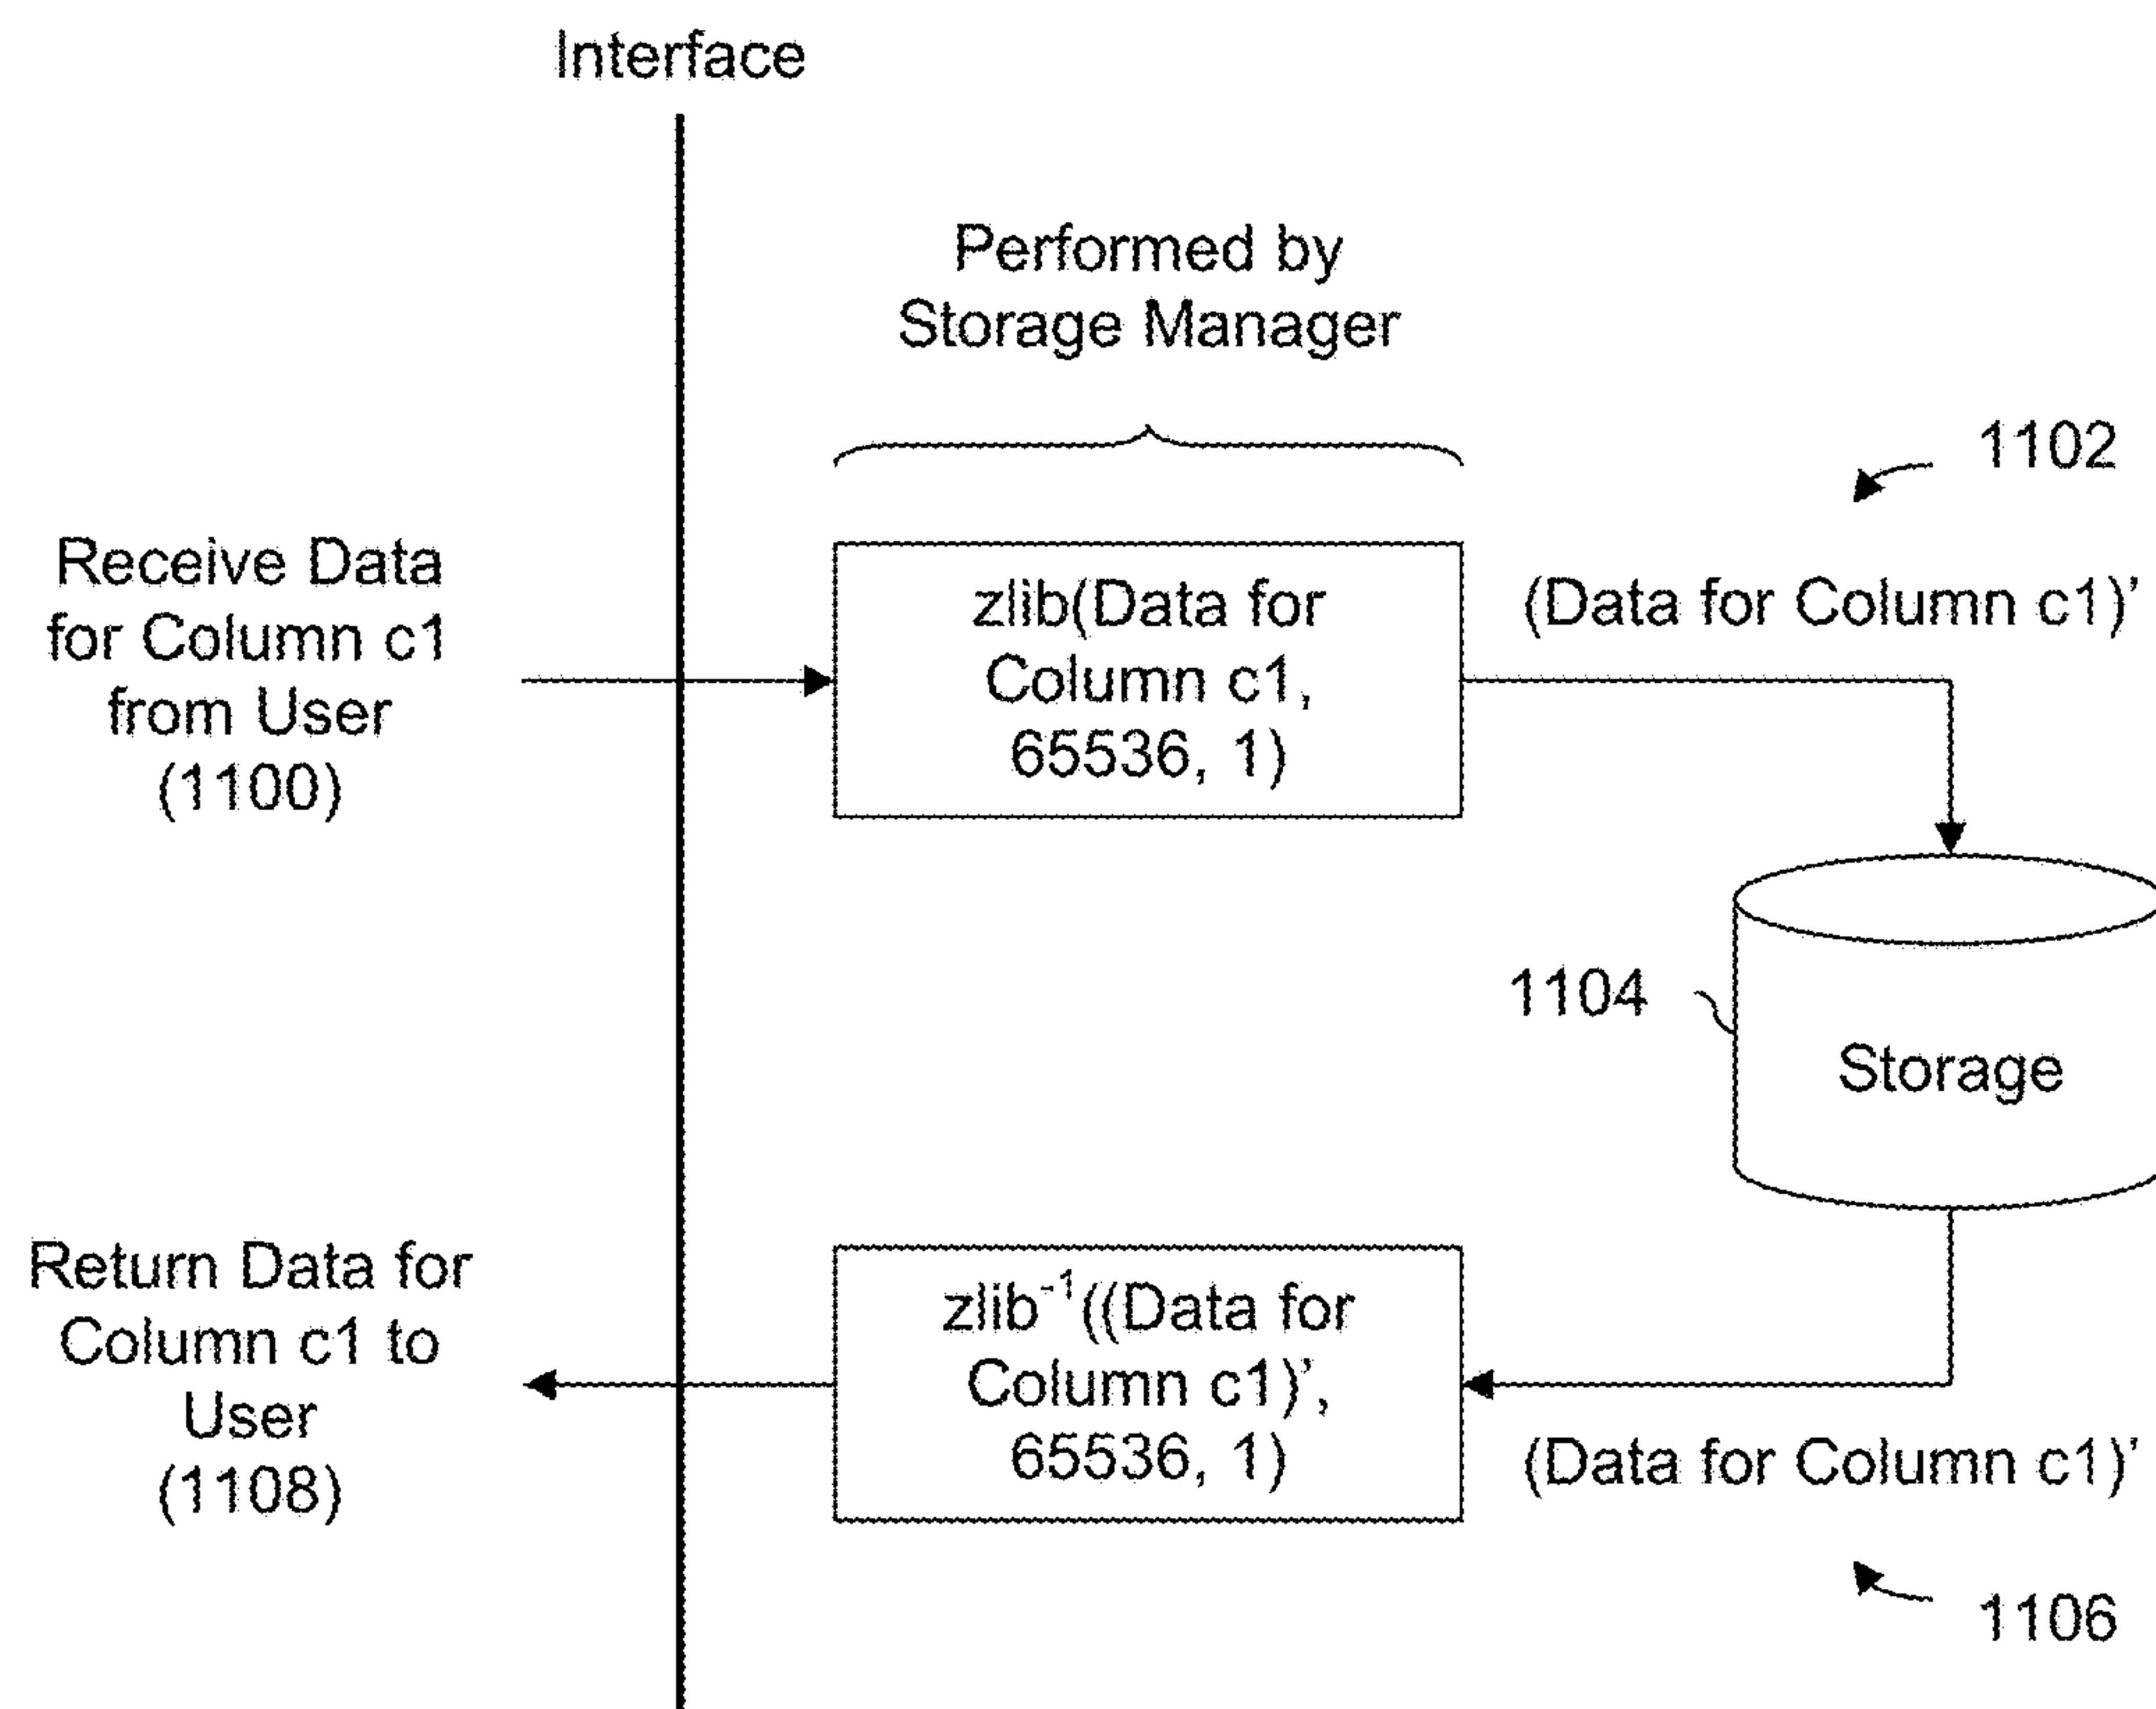 Interface
Performed by
Storage Manager
1102
Receive Data
for Column c1
from User
(1100)
zlib(Data for
Column c1,
65536, 1)
(Data for Column c1)'
1104
Storage
Return Data for
Column c1 to
User
(1108)
zlib⁻¹((Data for
Column c1)',
65536, 1)
(Data for Column c1)'
1106